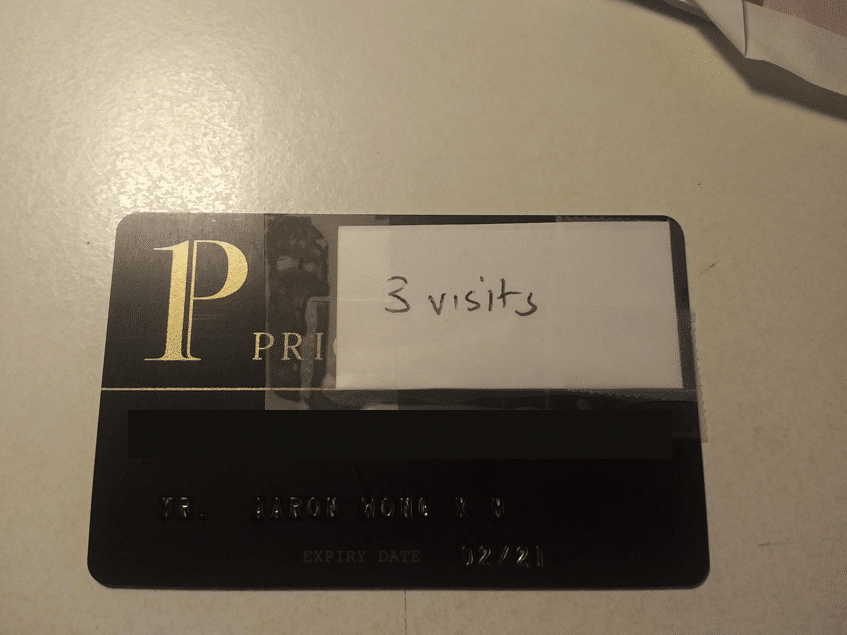 P
PRI
3 visits
MR. AARON WONG X N
EXPIRY DATE 02/21